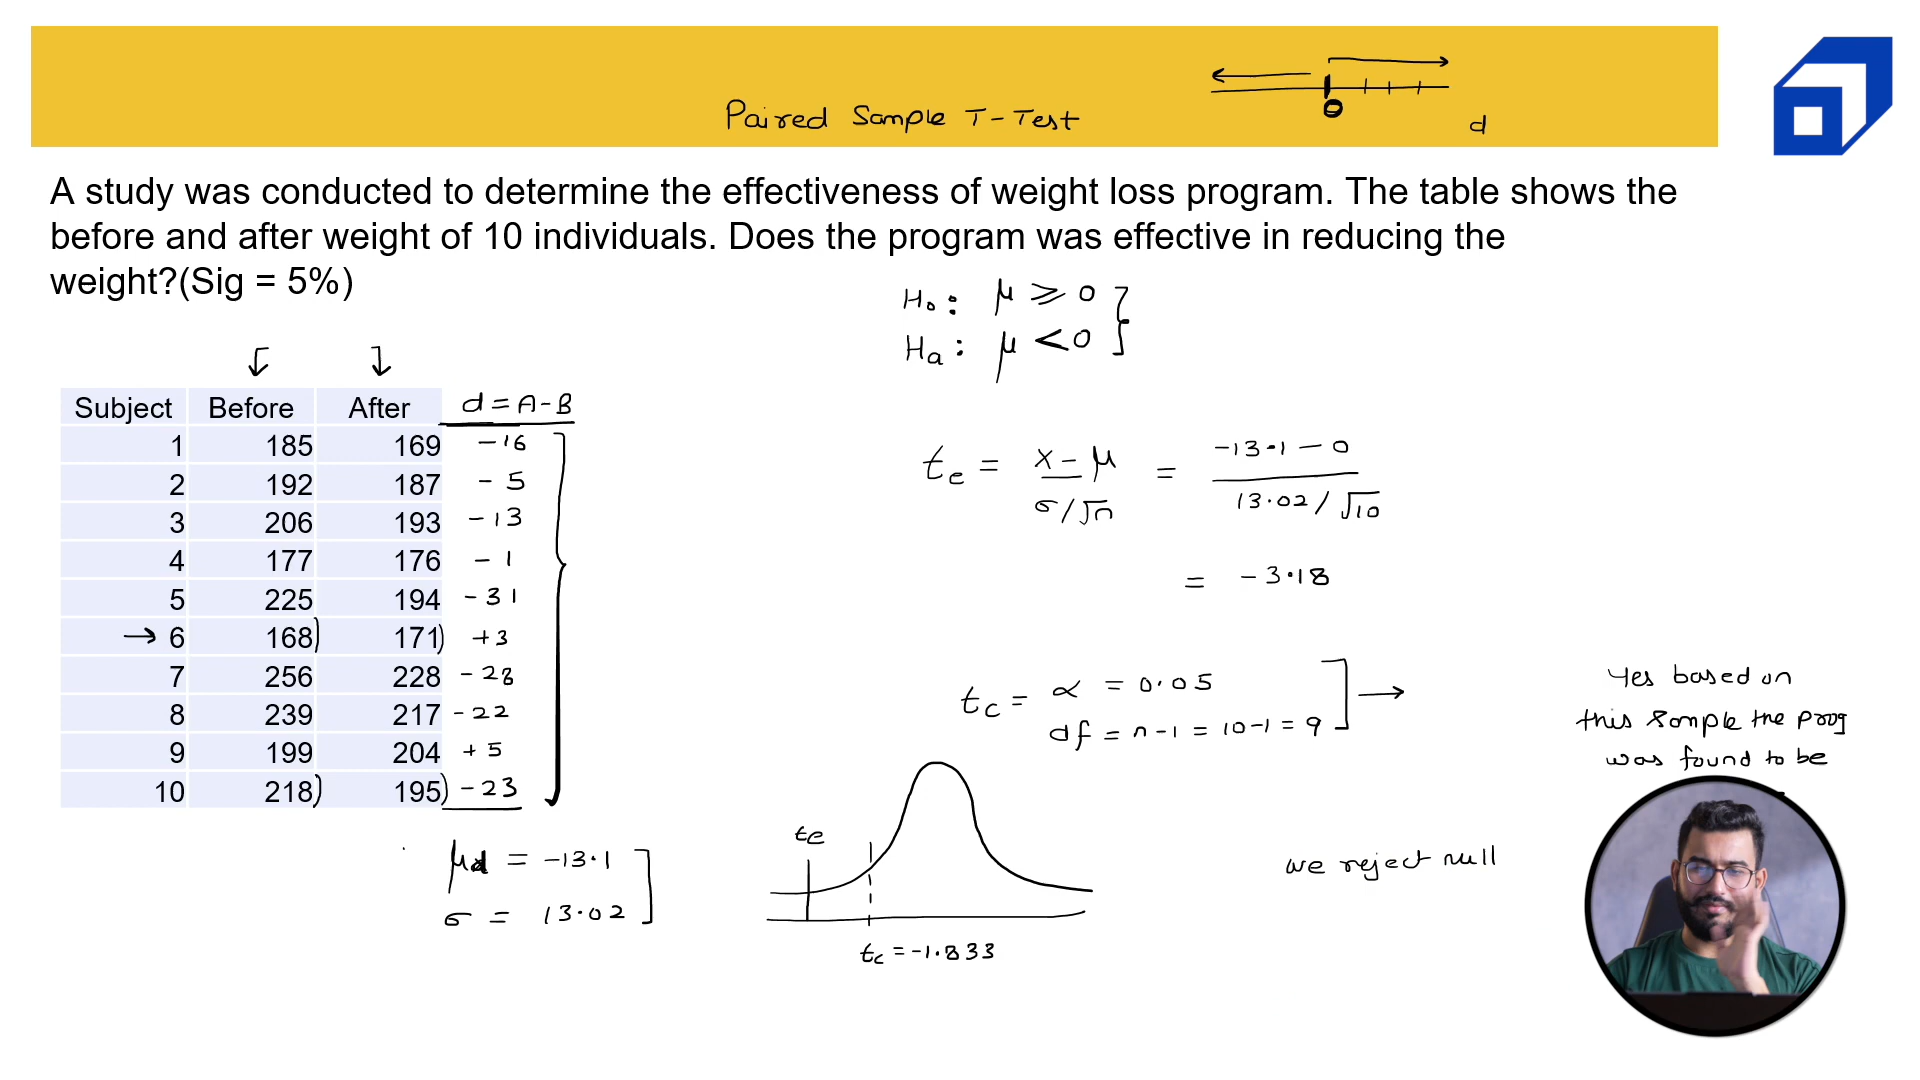 Paired Sample T-Test
0
d
A study was conducted to determine the effectiveness of weight loss program. The table shows the
before and after weight of 10 individuals. Does the program was effective in reducing the
weight?(Sig = 5%)
H₀: μ ≥ 0
Hₐ: μ < 0
Subject Before After d = A-B
1 185 169 -16
2 192 187 -5
3 206 193 -13
4 177 176 -1
5 225 194 -31
→ 6 168) 171) +3
7 256 228 -28
8 239 217 -22
9 199 204 +5
10 218) 195) -23
μd = -13.1
σ = 13.02
te = x - μ / σ/√n = -13.1 - 0 / 13.02/√10
= -3.18
tc = α = 0.05
df = n-1 = 10-1 = 9
te
tc = -1.833
we reject null
Yes based on
this sample the prog
was found to be